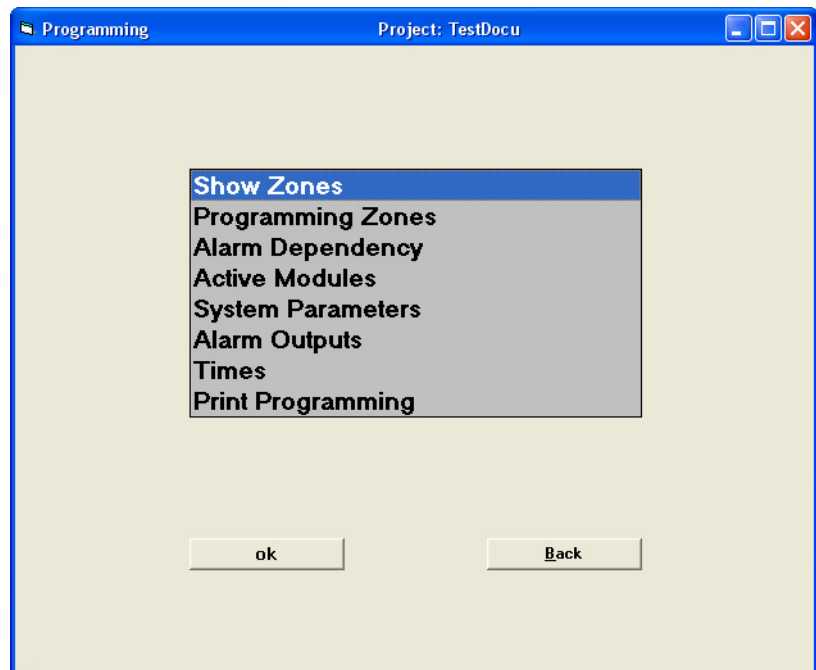 Programming Project: TestDocu
Show Zones
Programming Zones
Alarm Dependency
Active Modules
System Parameters
Alarm Outputs
Times
Print Programming
ok Back